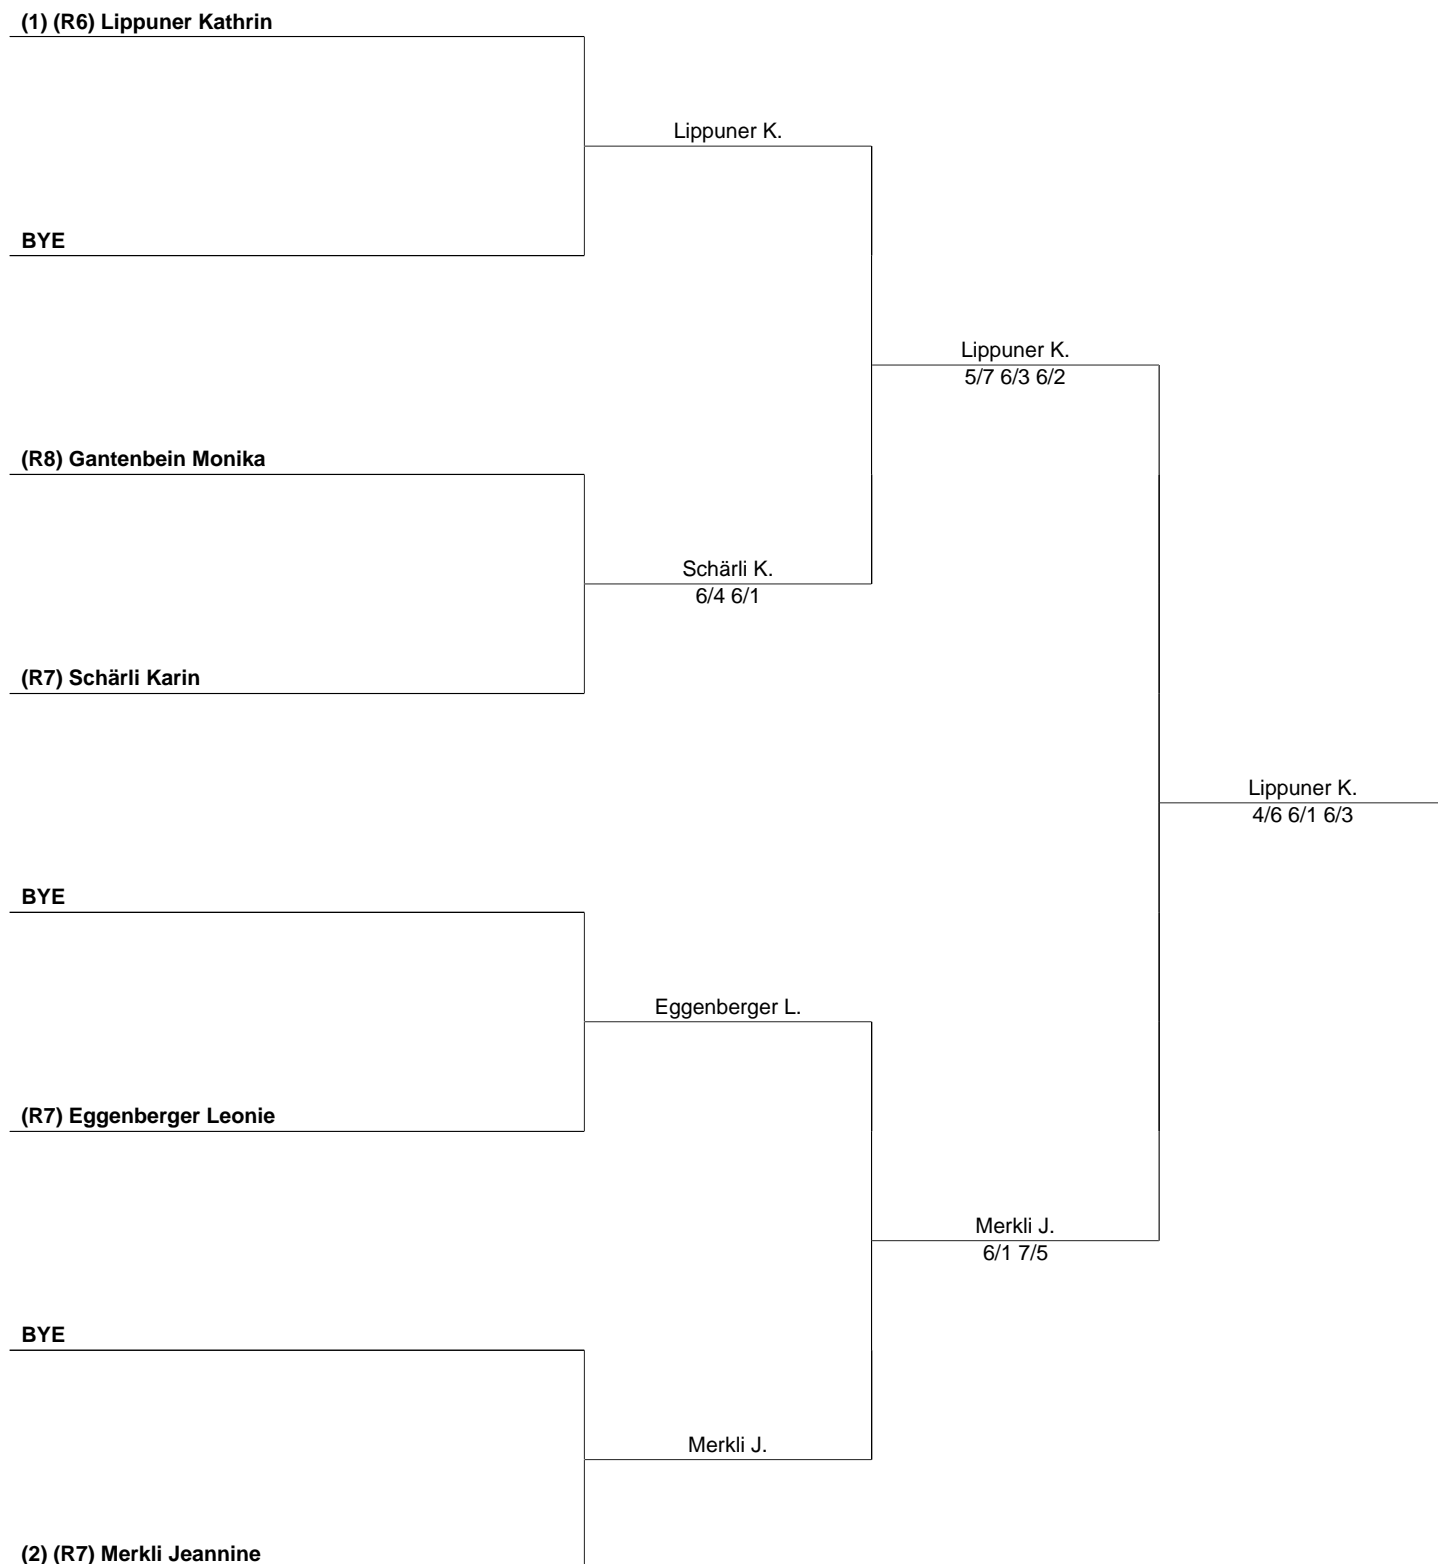 (1) (R6) Lippuner Kathrin
Lippuner K.
BYE
Lippuner K.
5/7 6/3 6/2
(R8) Gantenbein Monika
Schärli K.
6/4 6/1
(R7) Schärli Karin
Lippuner K.
4/6 6/1 6/3
BYE
Eggenberger L.
(R7) Eggenberger Leonie
Merkli J.
6/1 7/5
BYE
Merkli J.
(2) (R7) Merkli Jeannine